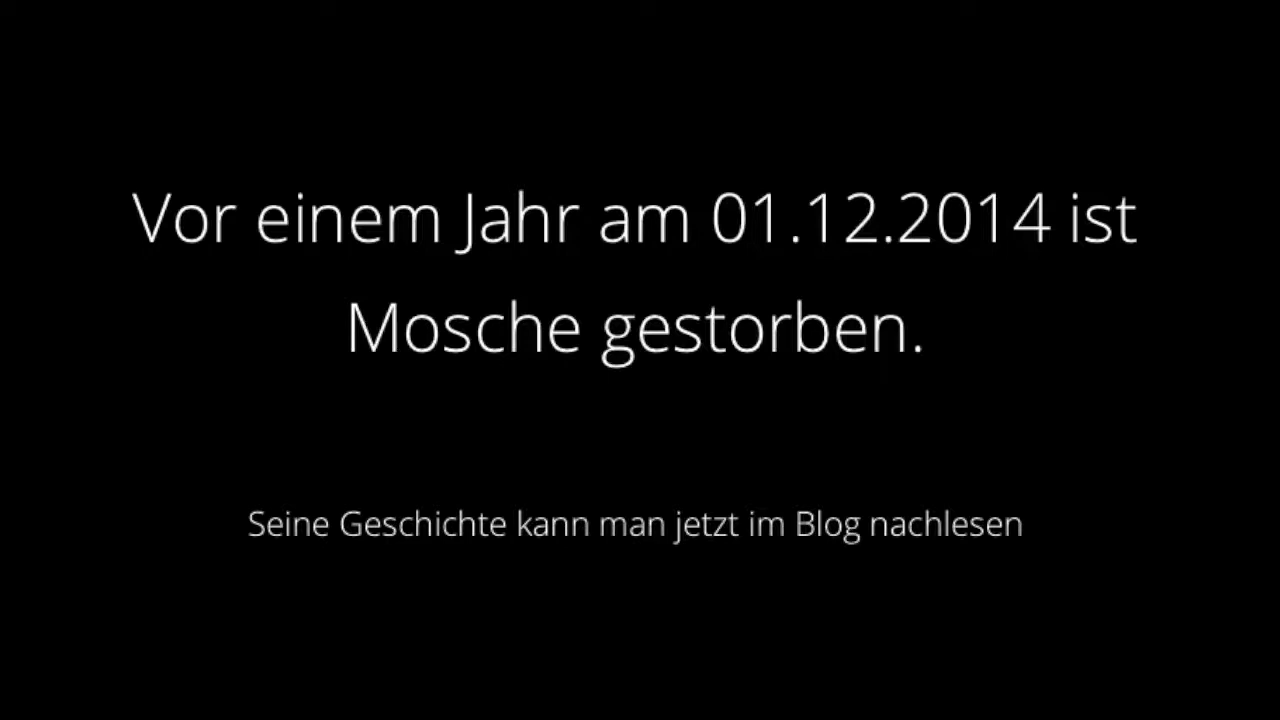 Vor einem Jahr am 01.12.2014 ist
Mosche gestorben.
Seine Geschichte kann man jetzt im Blog nachlesen